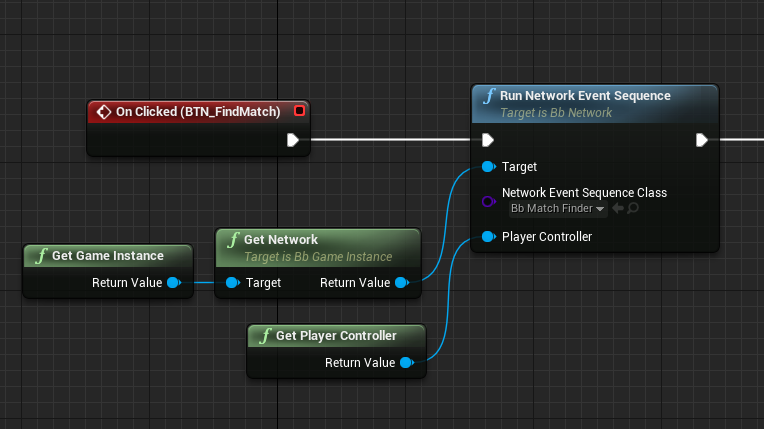 On Clicked (BTN_FindMatch)
f Run Network Event Sequence
Target is Bb Network
Target
Network Event Sequence Class
Bb Match Finder
Player Controller
f Get Network
Target is Bb Game Instance
Target Return Value
f Get Game Instance
Return Value
f Get Player Controller
Return Value